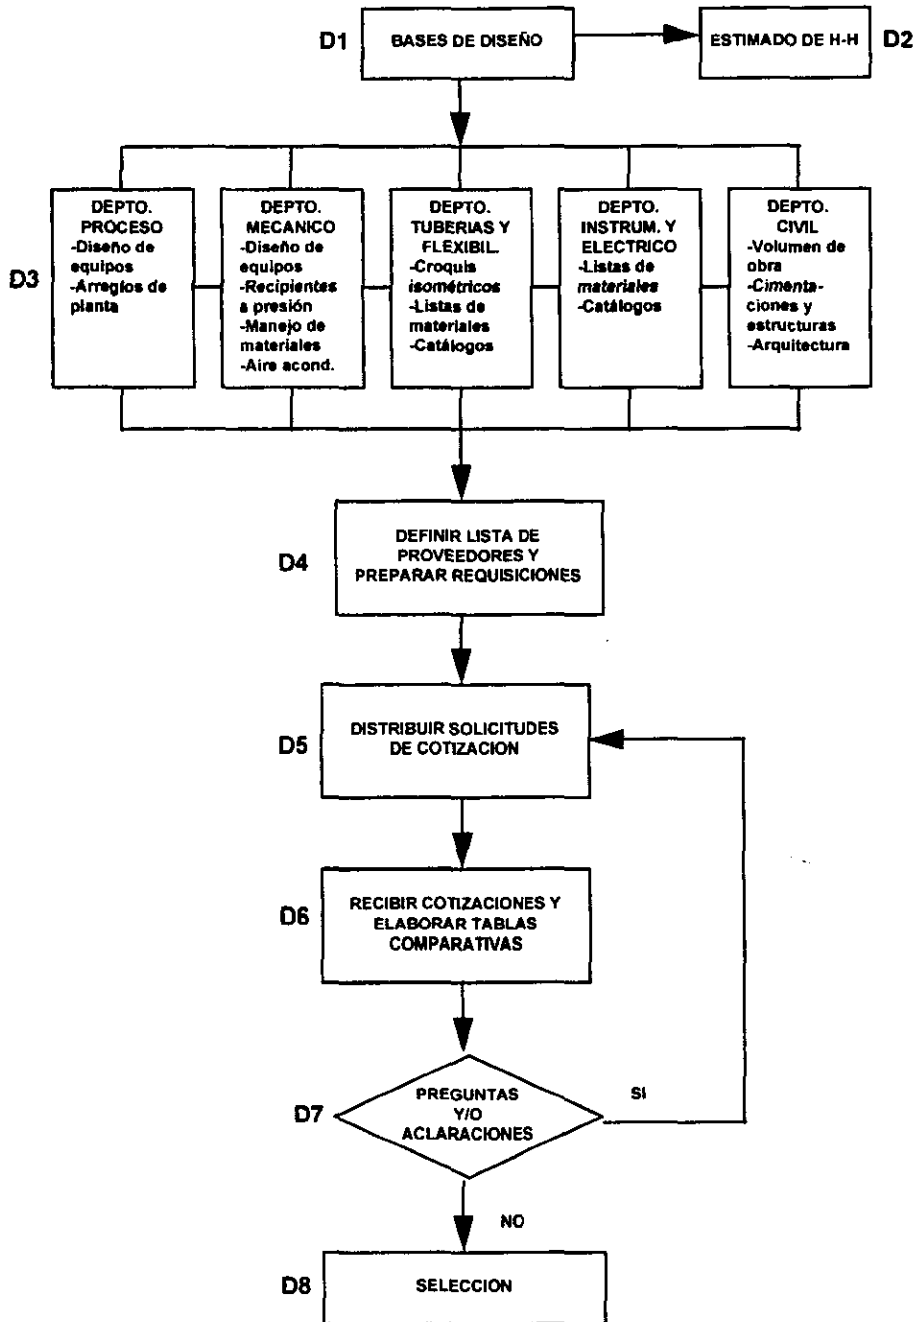 D1
BASES DE DISEÑO
ESTIMADO DE H-H
D2
D3
DEPTO.
PROCESO
-Diseño de
equipos
-Arreglos de
planta
DEPTO.
MECANICO
-Diseño de
equipos
-Recipientes
a presión
-Manejo de
materiales
-Aire acond.
DEPTO.
TUBERIAS Y
FLEXIBIL.
-Croquis
isométricos
-Listas de
materiales
-Catálogos
DEPTO.
INSTRUM. Y
ELECTRICO
-Listas de
materiales
-Catálogos
DEPTO.
CIVIL
-Volumen de
obra
-Cimenta-
ciones y
estructuras
-Arquitectura
D4
DEFINIR LISTA DE
PROVEEDORES Y
PREPARAR REQUISICIONES
D5
DISTRIBUIR SOLICITUDES
DE COTIZACION
D6
RECIBIR COTIZACIONES Y
ELABORAR TABLAS
COMPARATIVAS
D7
PREGUNTAS
Y/O
ACLARACIONES
SI
NO
D8
SELECCION